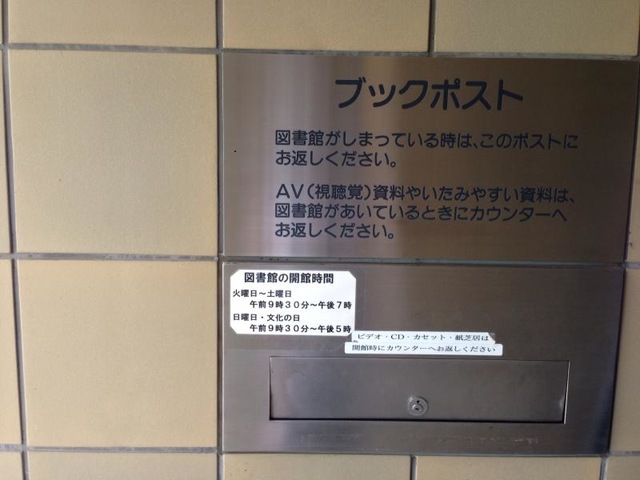 ブックポスト
図書館がしまっている時は、このポストに
お返しください。
AV(視聴覚)資料やいたみやすい資料は、
図書館があいているときにカウンターへ
お返しください。
図書館の開館時間
火曜日～土曜日
午前9時30分～午後7時
日曜日・文化の日
午前9時30分～午後5時
ビデオ・CD・カセット・紙芝居は
開館時にカウンターへお返しください